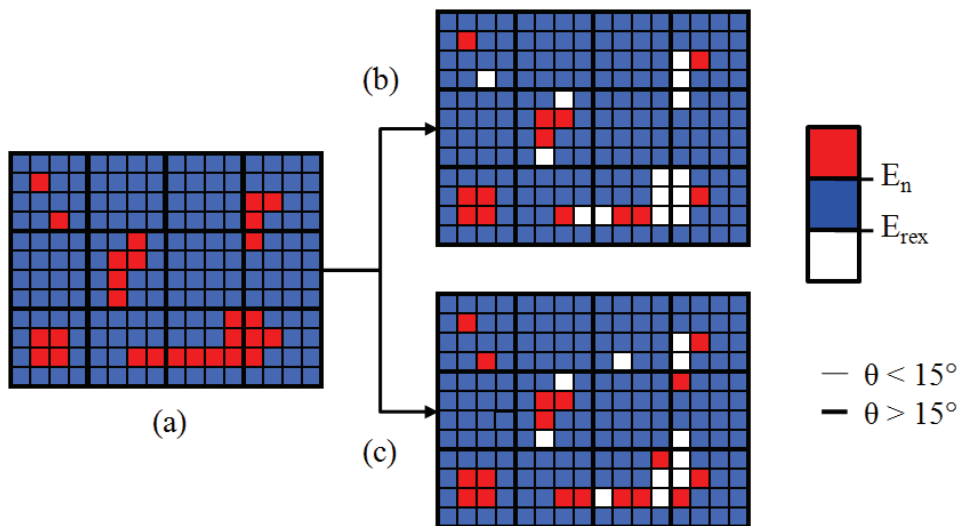 (b)
E_n
E_rex
θ < 15°
θ > 15°
(a)
(c)